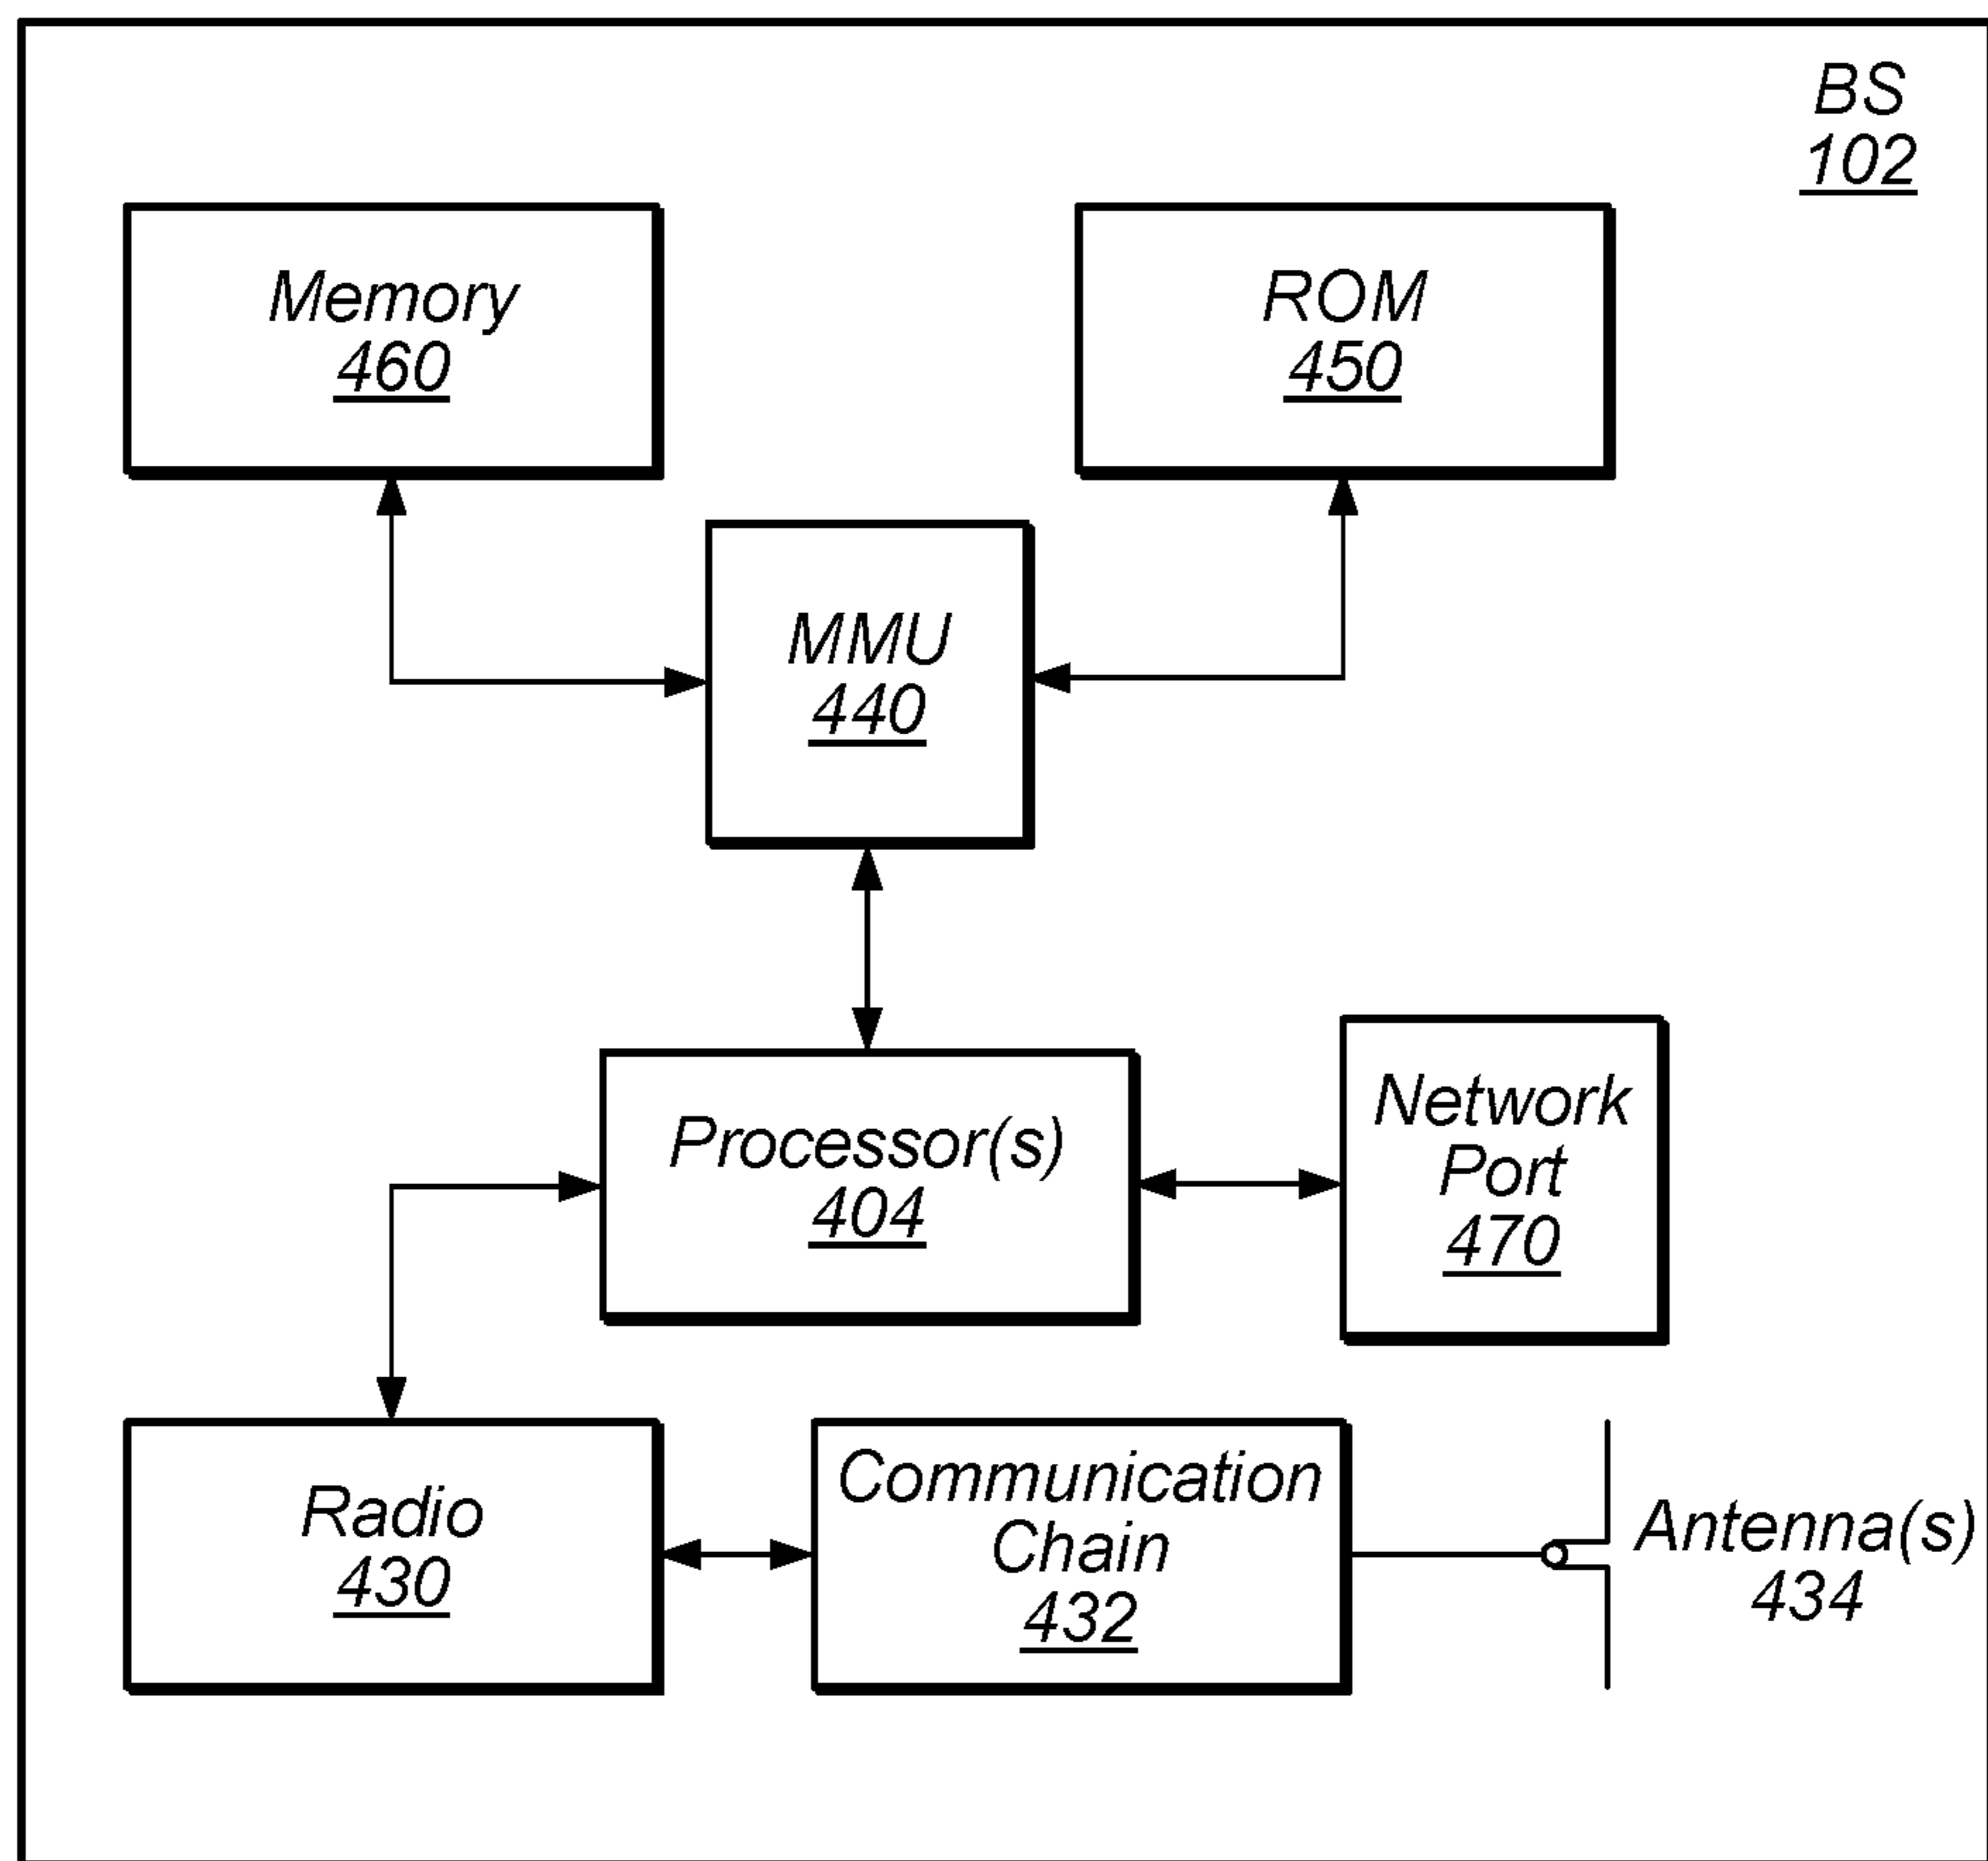 BS
102
Memory
460
ROM
450
MMU
440
Processor(s)
404
Network
Port
470
Radio
430
Communication
Chain
432
Antenna(s)
434